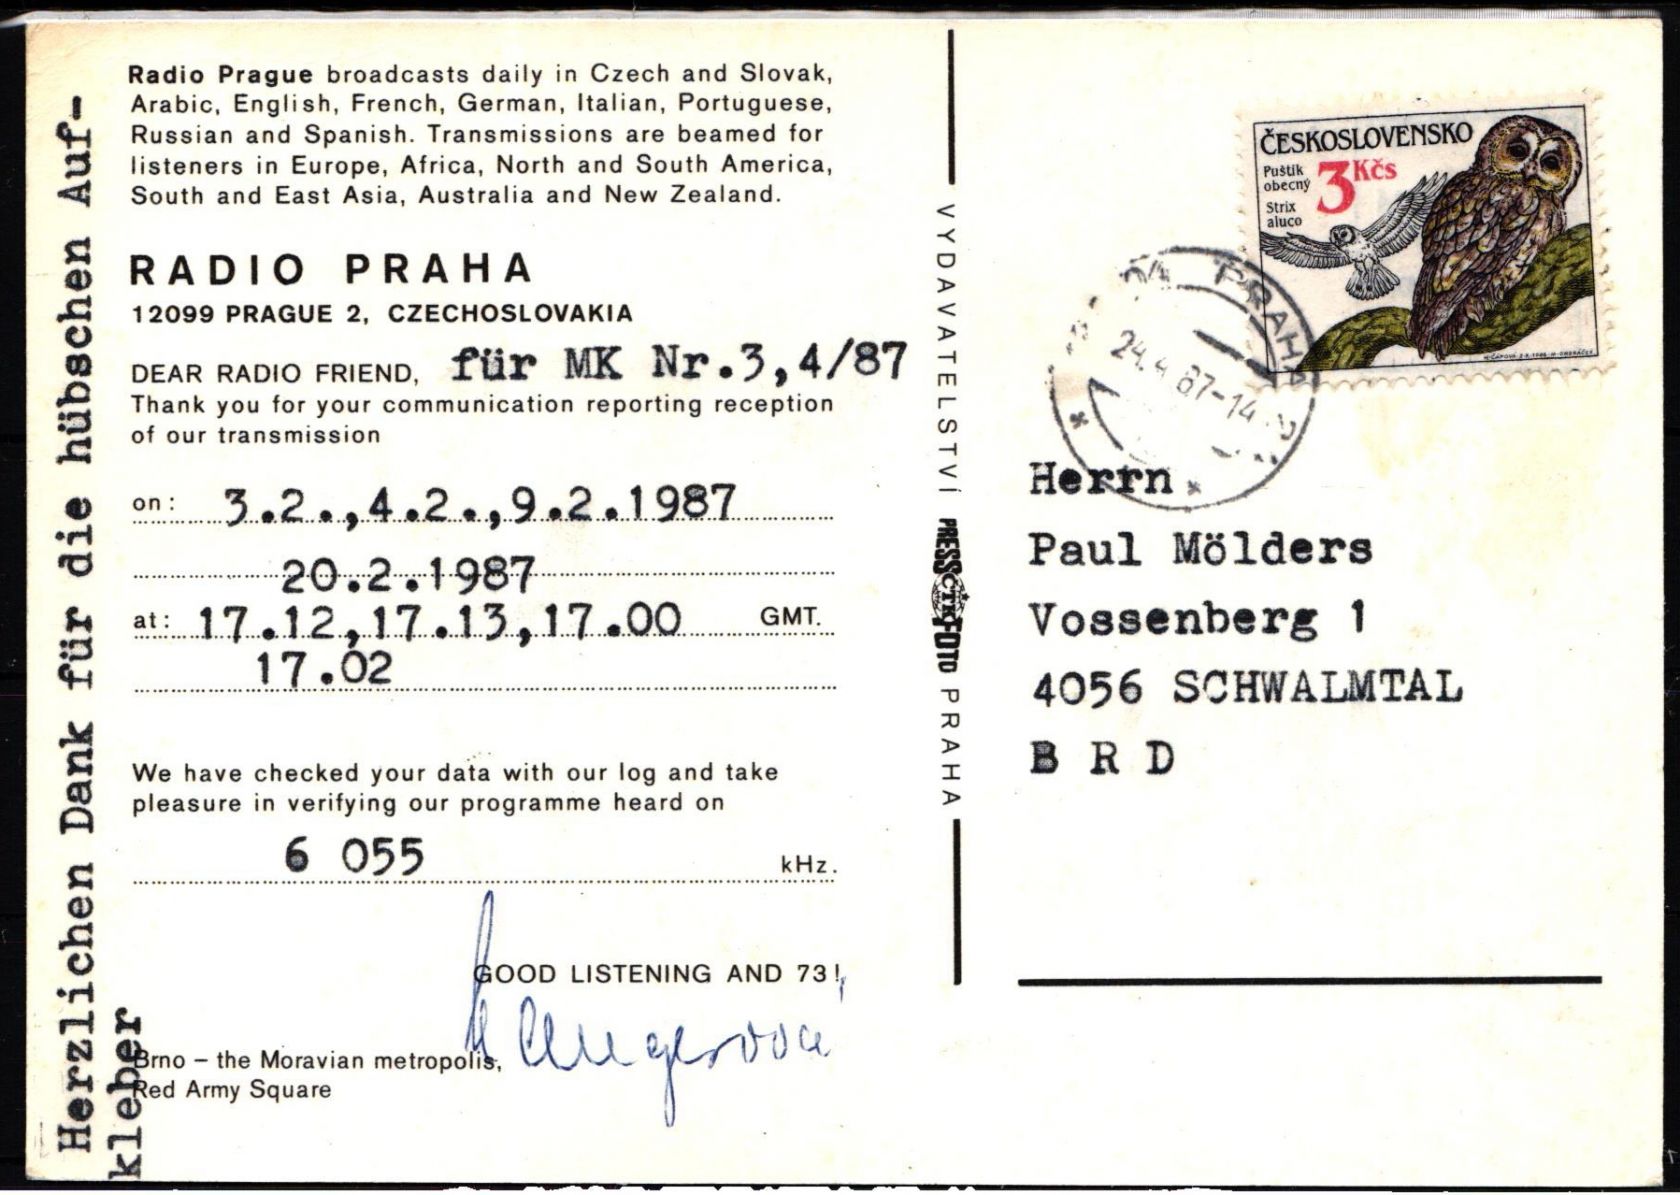 Herzlichen Dank für die hübschen Auf-
kleber
Radio Prague broadcasts daily in Czech and Slovak,
Arabic, English, French, German, Italian, Portuguese,
Russian and Spanish. Transmissions are beamed for
listeners in Europe, Africa, North and South America,
South and East Asia, Australia and New Zealand.
RADIO PRAHA
12099 PRAGUE 2, CZECHOSLOVAKIA
DEAR RADIO FRIEND, für MK Nr.3,4/87
Thank you for your communication reporting reception
of our transmission
on: 3.2.,4.2.,9.2.1987
20.2.1987
at: 17.12,17.13,17.00 GMT.
17.02
We have checked your data with our log and take
pleasure in verifying our programme heard on
6 055 kHz.
GOOD LISTENING AND 73!
Brno – the Moravian metropolis,
Red Army Square
VYDAVATELSTVÍ PRESSFOTO PRAHA
ČTK
ČESKOSLOVENSKO
Puštík
obecný
3 Kčs
Strix
aluco
PRAHA
24.4.87-14
Herrn
Paul Mölders
Vossenberg 1
4056 SCHWALMTAL
B R D